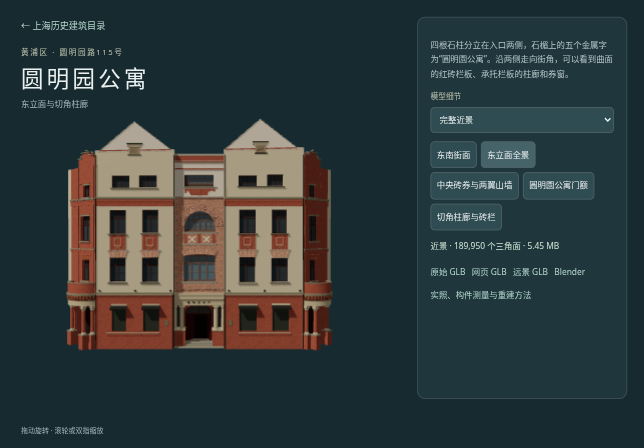 ← 上海历史建筑目录
黄浦区 · 圆明园路115号
圆明园公寓
东立面与切角柱廊
四根石柱分立在入口两侧，石楣上的五个金属字
为“圆明园公寓”。沿两侧走向街角，可以看到曲面
的红砖栏板、承托栏板的柱廊和券窗。
模型细节
完整近景
东南街面
东立面全景
中央砖券与两翼山墙
圆明园公寓门额
切角柱廊与砖栏
近景 · 189,950 个三角面 · 5.45 MB
原始 GLB 网页 GLB 远景 GLB Blender
实照、构件测量与重建方法
拖动旋转 · 滚轮或双指缩放